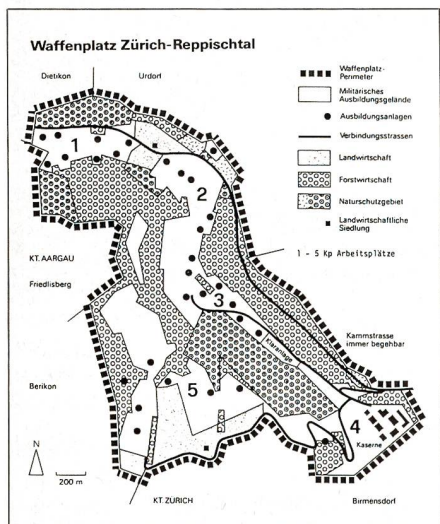 Waffenplatz Zürich-Reppischtal
Dietikon
Urdorf
Waffenplatz-
Perimeter
Militärisches
Ausbildungsgelände
Ausbildungsanlagen
Verbindungsstrassen
Landwirtschaft
Forstwirtschaft
Naturschutzgebiet
Landwirtschaftliche
Siedlung
1
2
1 - 5 Kp Arbeitsplätze
KT. AARGAU
Friedlisberg
3
Kläranlage
Kammstrasse
immer begehbar
Berikon
5
4
Kaserne
N
200 m
KT. ZÜRICH
Birmensdorf